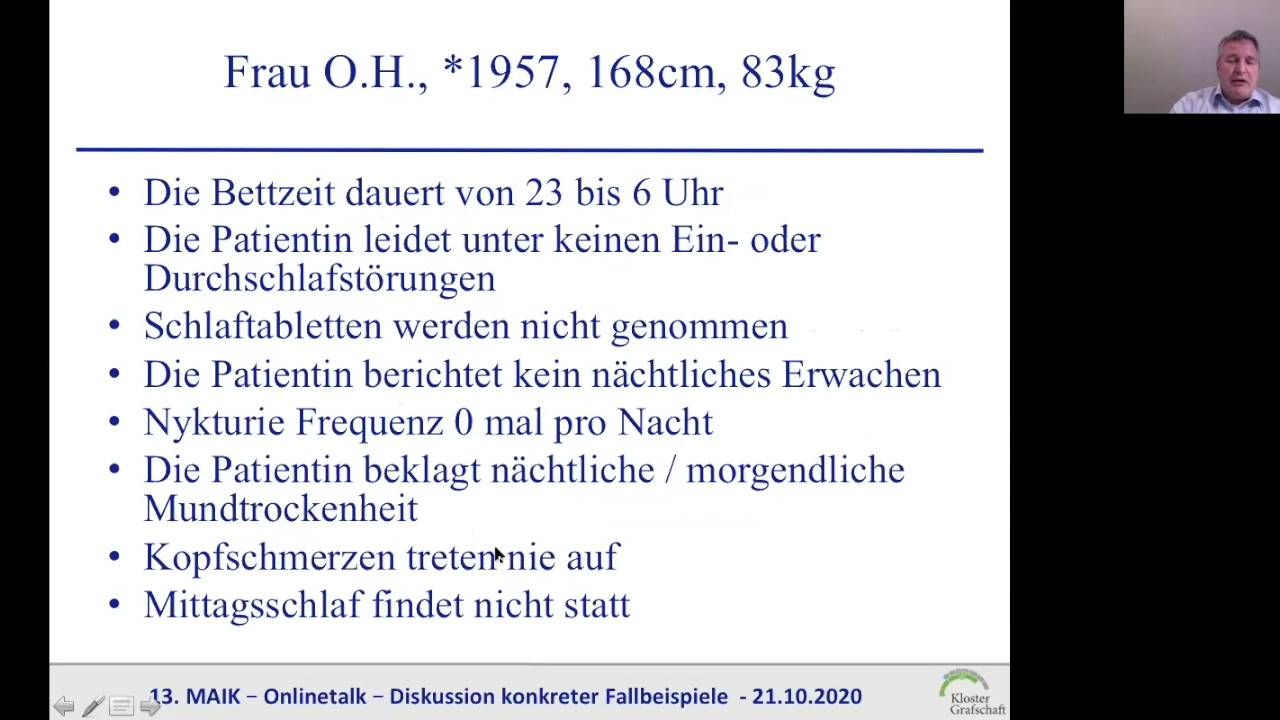 Frau O.H., *1957, 168cm, 83kg
• Die Bettzeit dauert von 23 bis 6 Uhr
• Die Patientin leidet unter keinen Ein- oder
Durchschlafstörungen
• Schlaftabletten werden nicht genommen
• Die Patientin berichtet kein nächtliches Erwachen
• Nykturie Frequenz 0 mal pro Nacht
• Die Patientin beklagt nächtliche / morgendliche
Mundtrockenheit
• Kopfschmerzen treten nie auf
• Mittagsschlaf findet nicht statt
13. MAIK – Onlinetalk – Diskussion konkreter Fallbeispiele - 21.10.2020
Kloster
Grafschaft